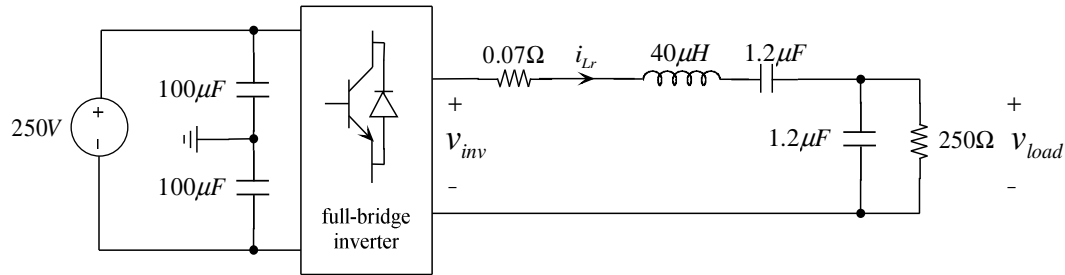 250V
+
-
100μF
100μF
full-bridge
inverter
+
v_inv
-
0.07Ω
i_Lr
40μH
1.2μF
1.2μF
250Ω
+
v_load
-